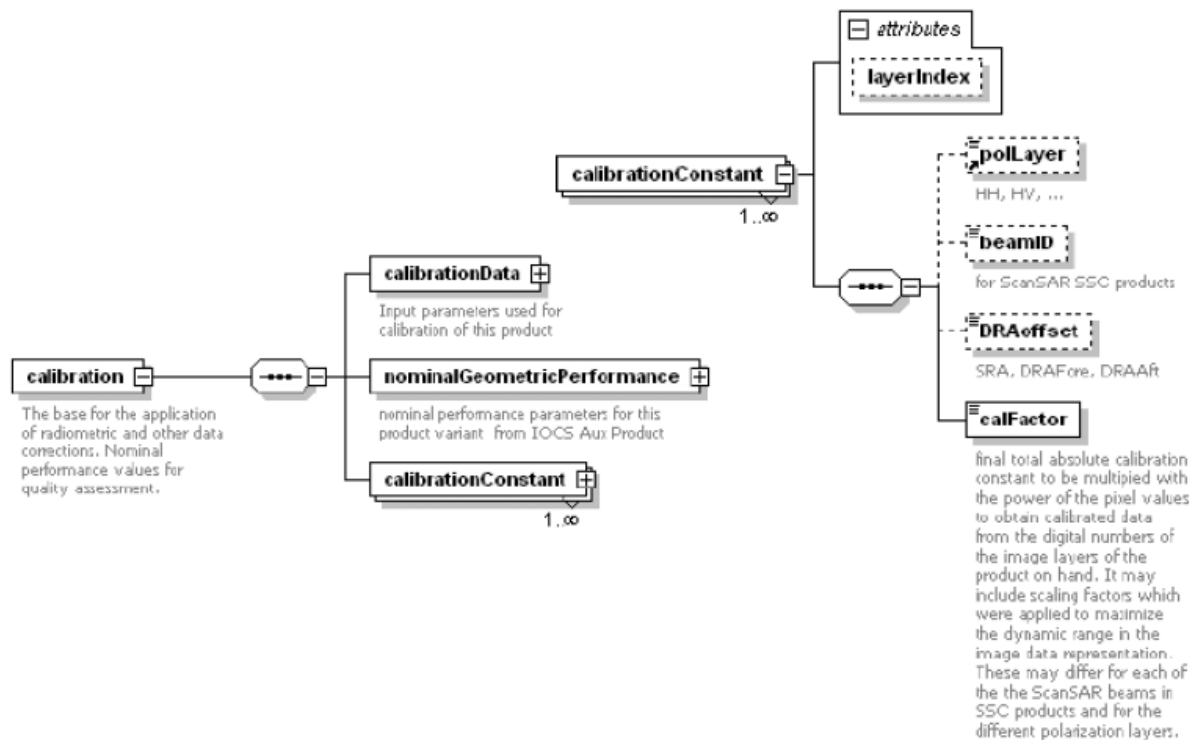 attributes
layerIndex
calibrationConstant
1..∞
polLayer
HH, HV, ...
beamID
for ScanSAR SSC products
DRAoffset
SRA, DRAFore, DRAAft
calFactor
final total absolute calibration
constant to be multipied with
the power of the pixel values
to obtain calibrated data
from the digital numbers of
the image layers of the
product on hand. It may
include scaling factors which
were applied to maximize
the dynamic range in the
image data representation.
These may differ for each of
the the ScanSAR beams in
SSC products and for the
different polarization layers.
calibration
The base for the application
of radiometric and other data
corrections. Nominal
performance values for
quality assessment.
calibrationData
Input parameters used for
calibration of this product
nominalGeometricPerformance
nominal performance parameters for this
product variant from IOCS Aux Product
calibrationConstant
1..∞